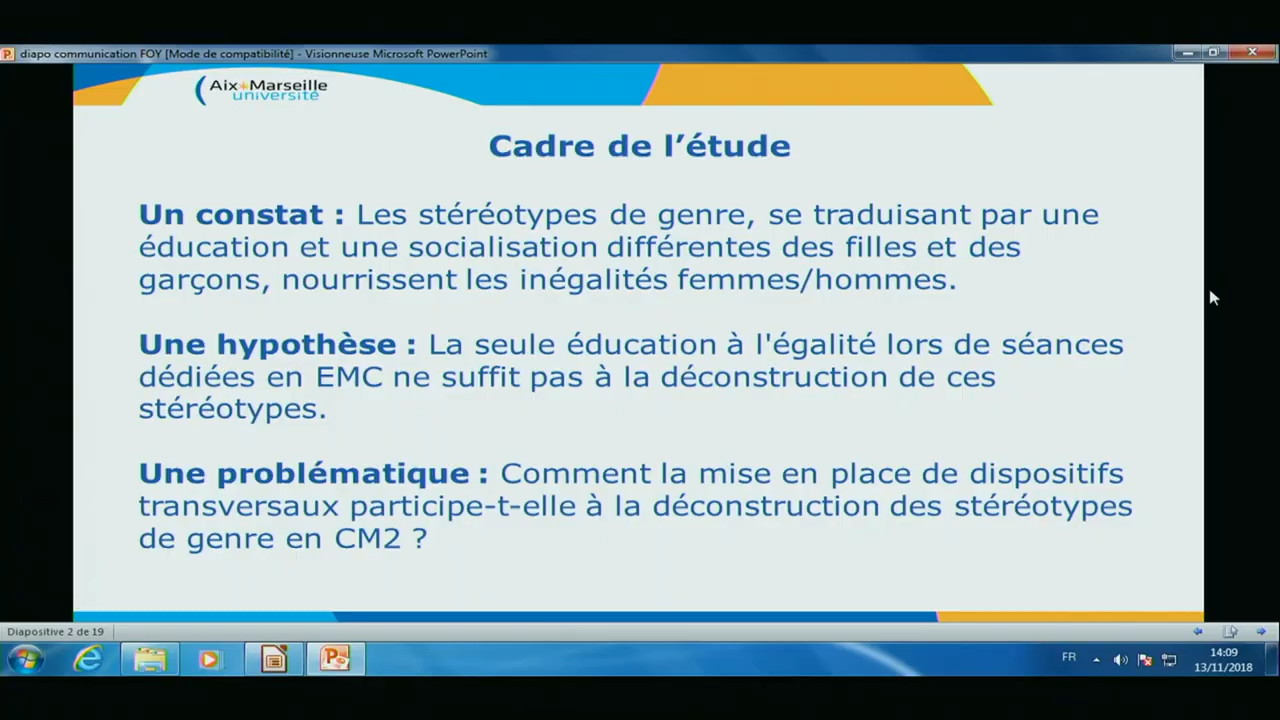 diapo communication FOY [Mode de compatibilité] - Visionneuse Microsoft PowerPoint
Aix*Marseille
université
Cadre de l’étude
Un constat : Les stéréotypes de genre, se traduisant par une
éducation et une socialisation différentes des filles et des
garçons, nourrissent les inégalités femmes/hommes.
Une hypothèse : La seule éducation à l'égalité lors de séances
dédiées en EMC ne suffit pas à la déconstruction de ces
stéréotypes.
Une problématique : Comment la mise en place de dispositifs
transversaux participe-t-elle à la déconstruction des stéréotypes
de genre en CM2 ?
Diapositive 2 de 19
FR
14:09
13/11/2018